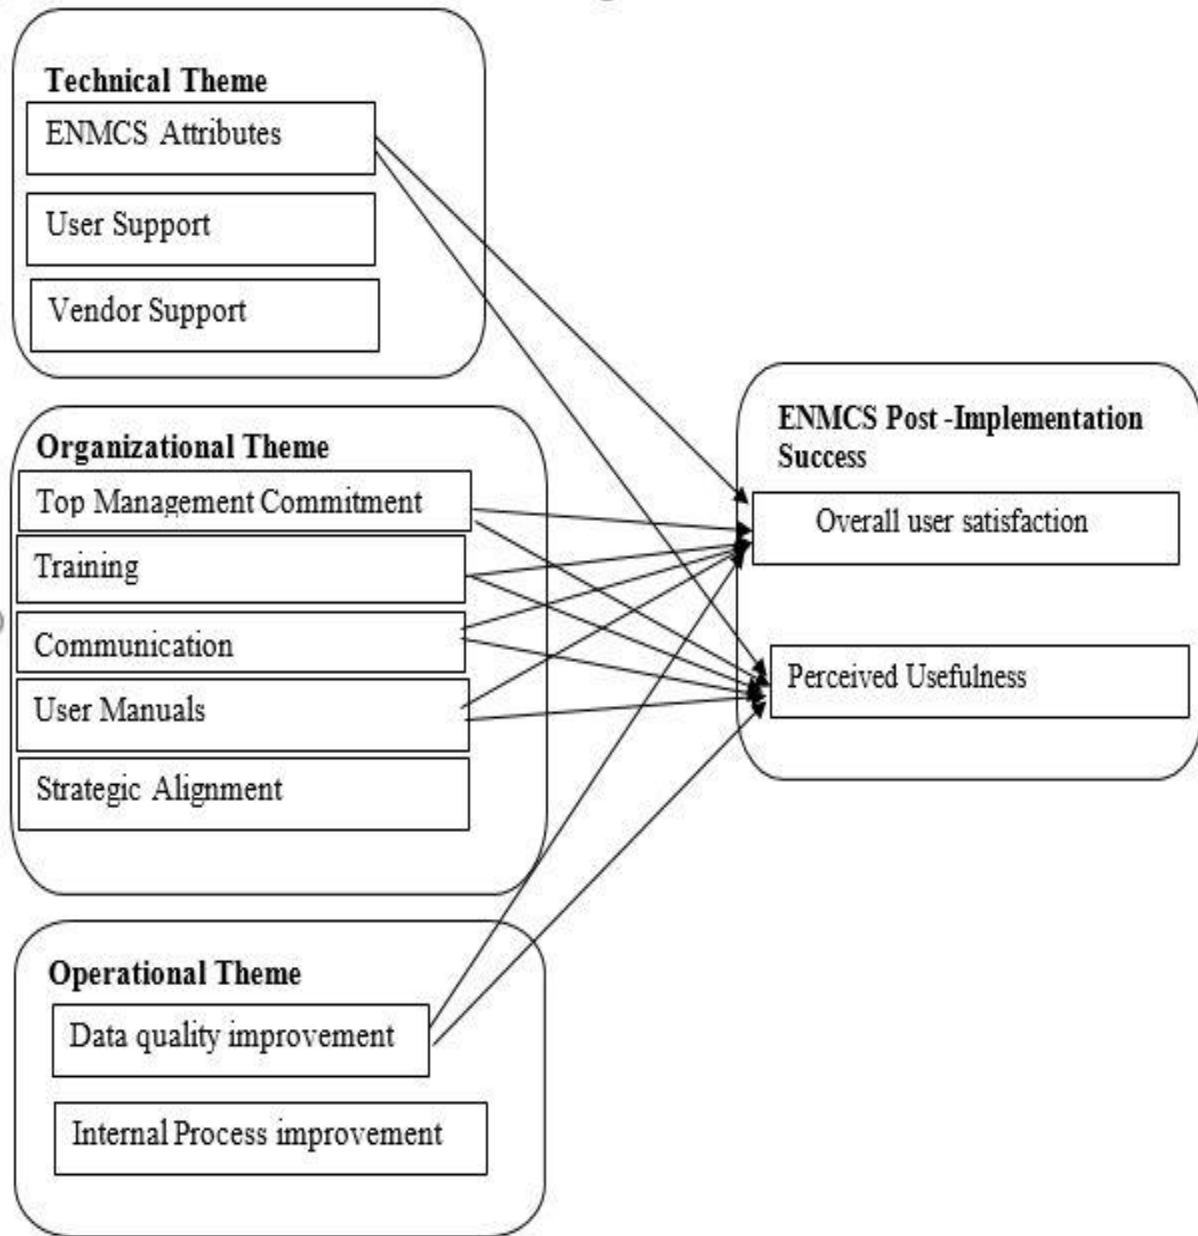 Technical Theme
ENMCS Attributes
User Support
Vendor Support
Organizational Theme
Top Management Commitment
Training
Communication
User Manuals
Strategic Alignment
Operational Theme
Data quality improvement
Internal Process improvement
ENMCS Post -Implementation
Success
Overall user satisfaction
Perceived Usefulness